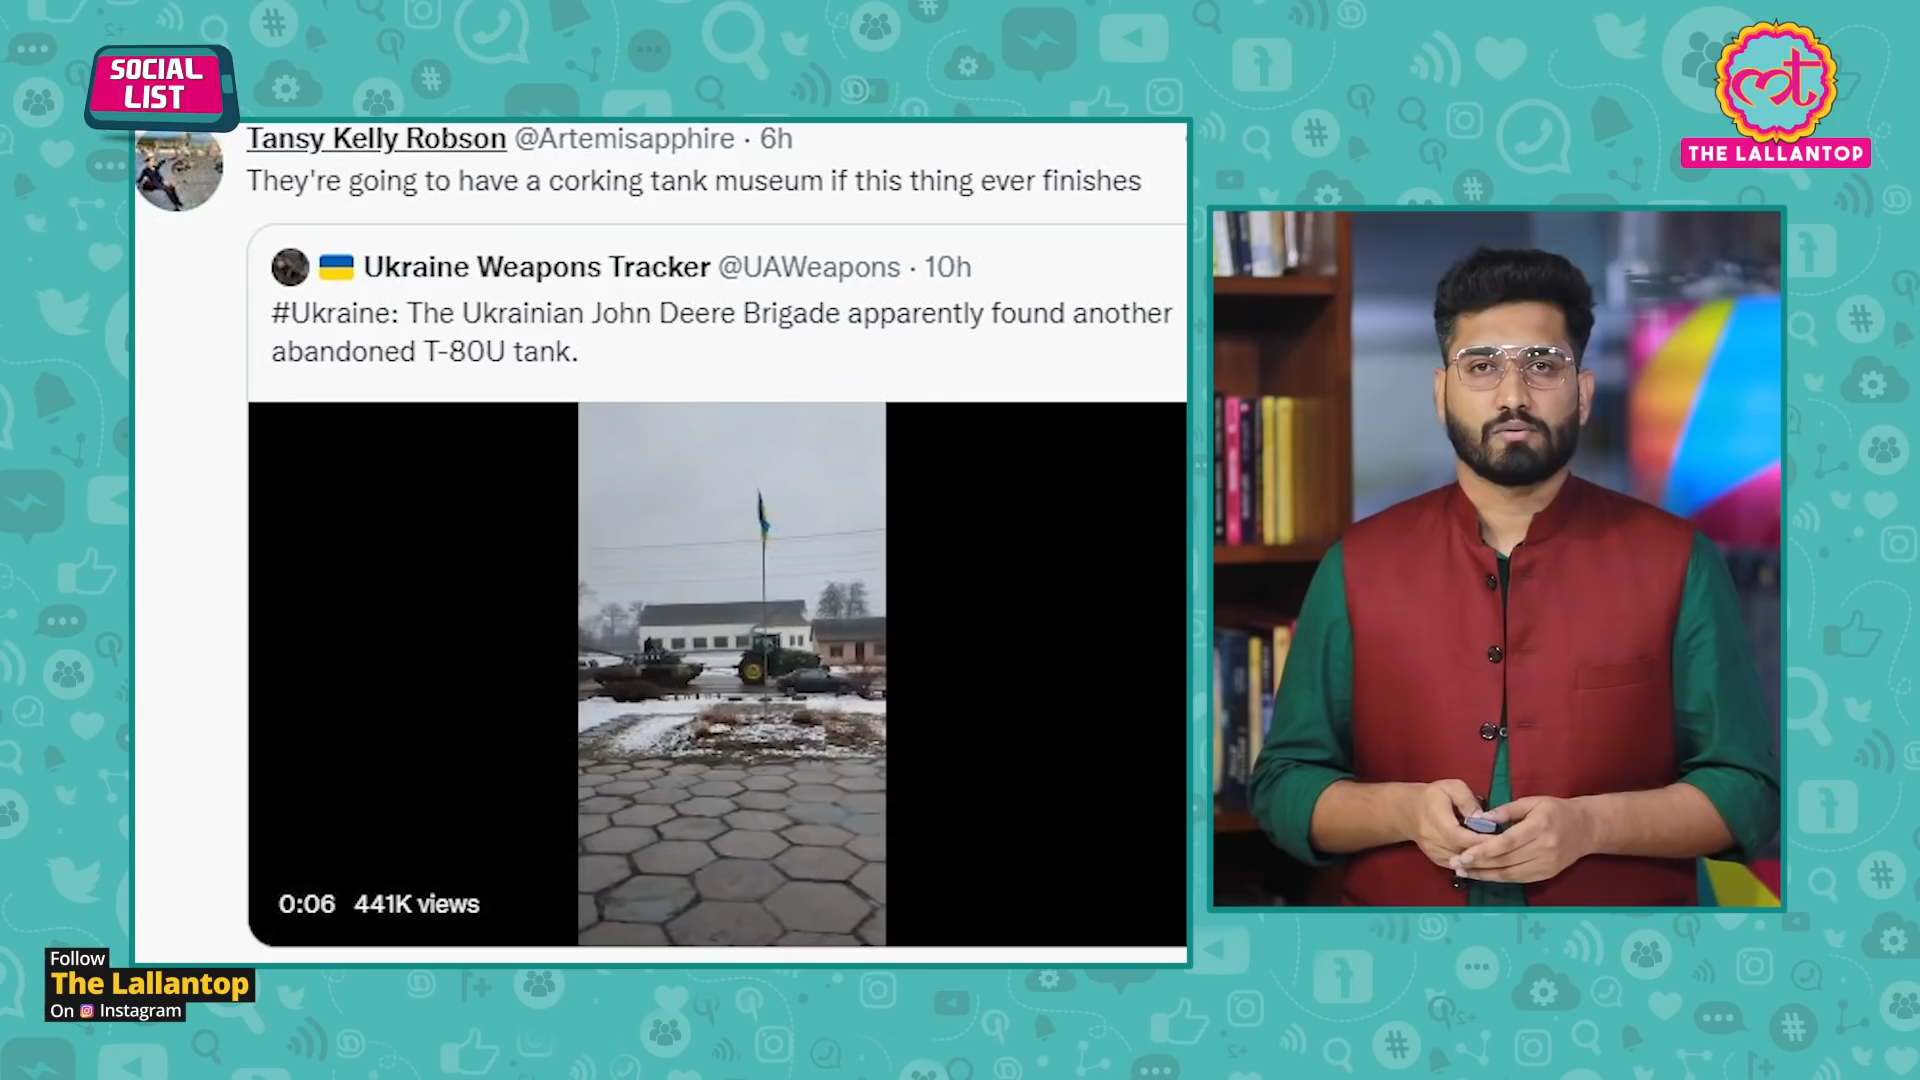 SOCIAL
LIST
Tansy Kelly Robson @Artemisapphire · 6h
They're going to have a corking tank museum if this thing ever finishes
Ukraine Weapons Tracker @UAWeapons · 10h
#Ukraine: The Ukrainian John Deere Brigade apparently found another
abandoned T-80U tank.
0:06 441K views
THE LALLANTOP
Follow
The Lallantop
On Instagram